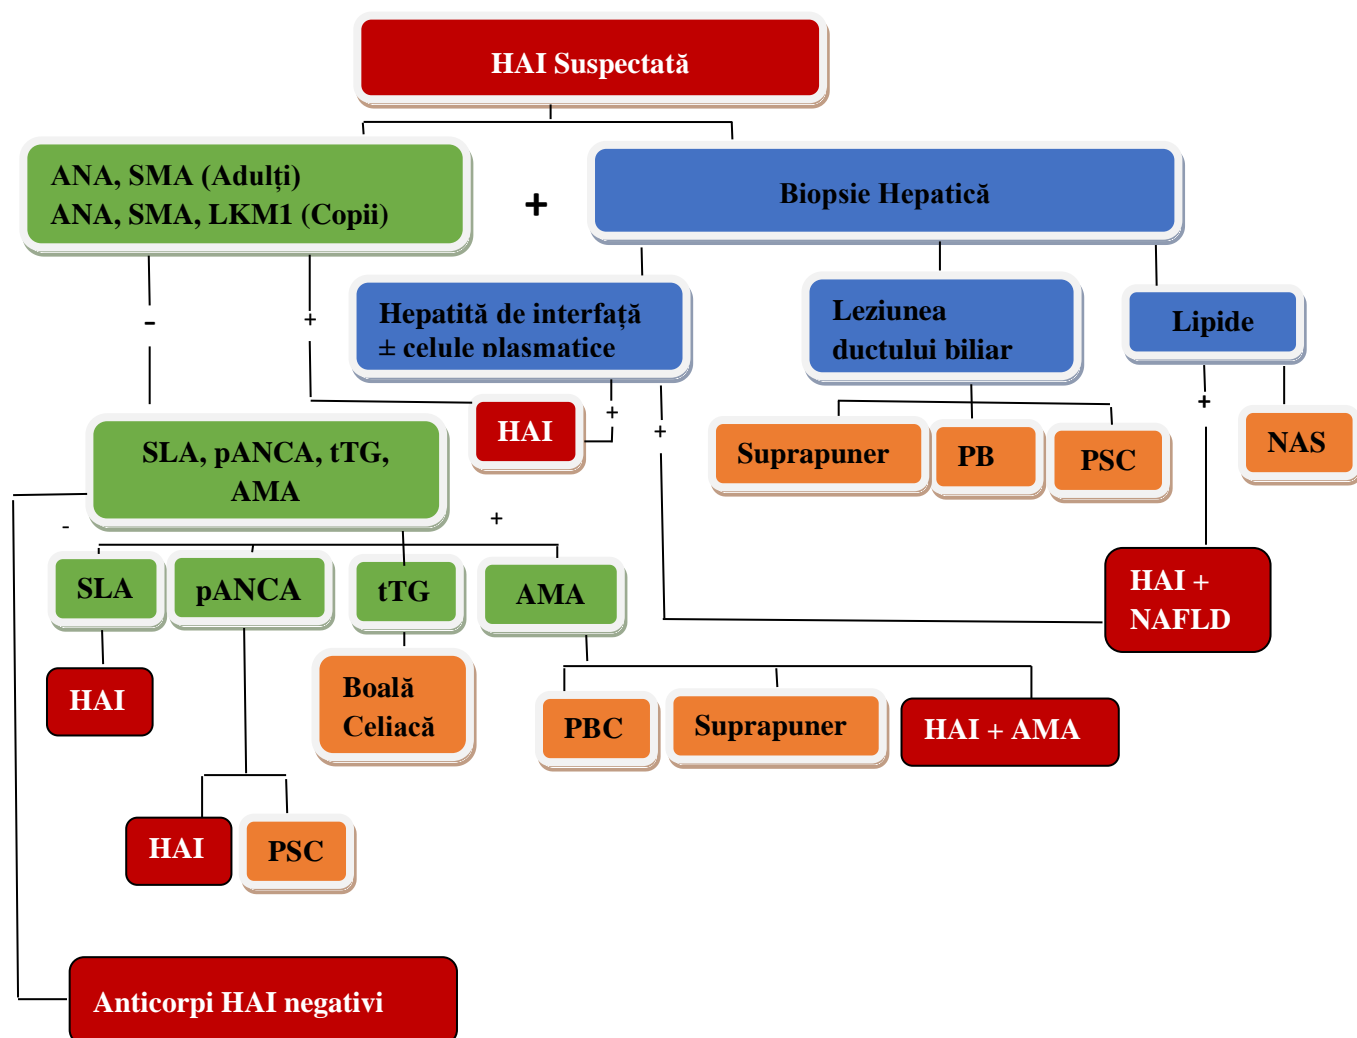 HAI Suspectată
ANA, SMA (Adulți)
ANA, SMA, LKM1 (Copii)
+
Biopsie Hepatică
Hepatită de interfață
± celule plasmatice
Leziunea
ductului biliar
Lipide
-
+
+
+
+
HAI
Suprapuner
PB
PSC
NAS
SLA, pANCA, tTG,
AMA
-
+
SLA
pANCA
tTG
AMA
HAI +
NAFLD
HAI
Boală
Celiacă
PBC
Suprapuner
HAI + AMA
HAI
PSC
Anticorpi HAI negativi